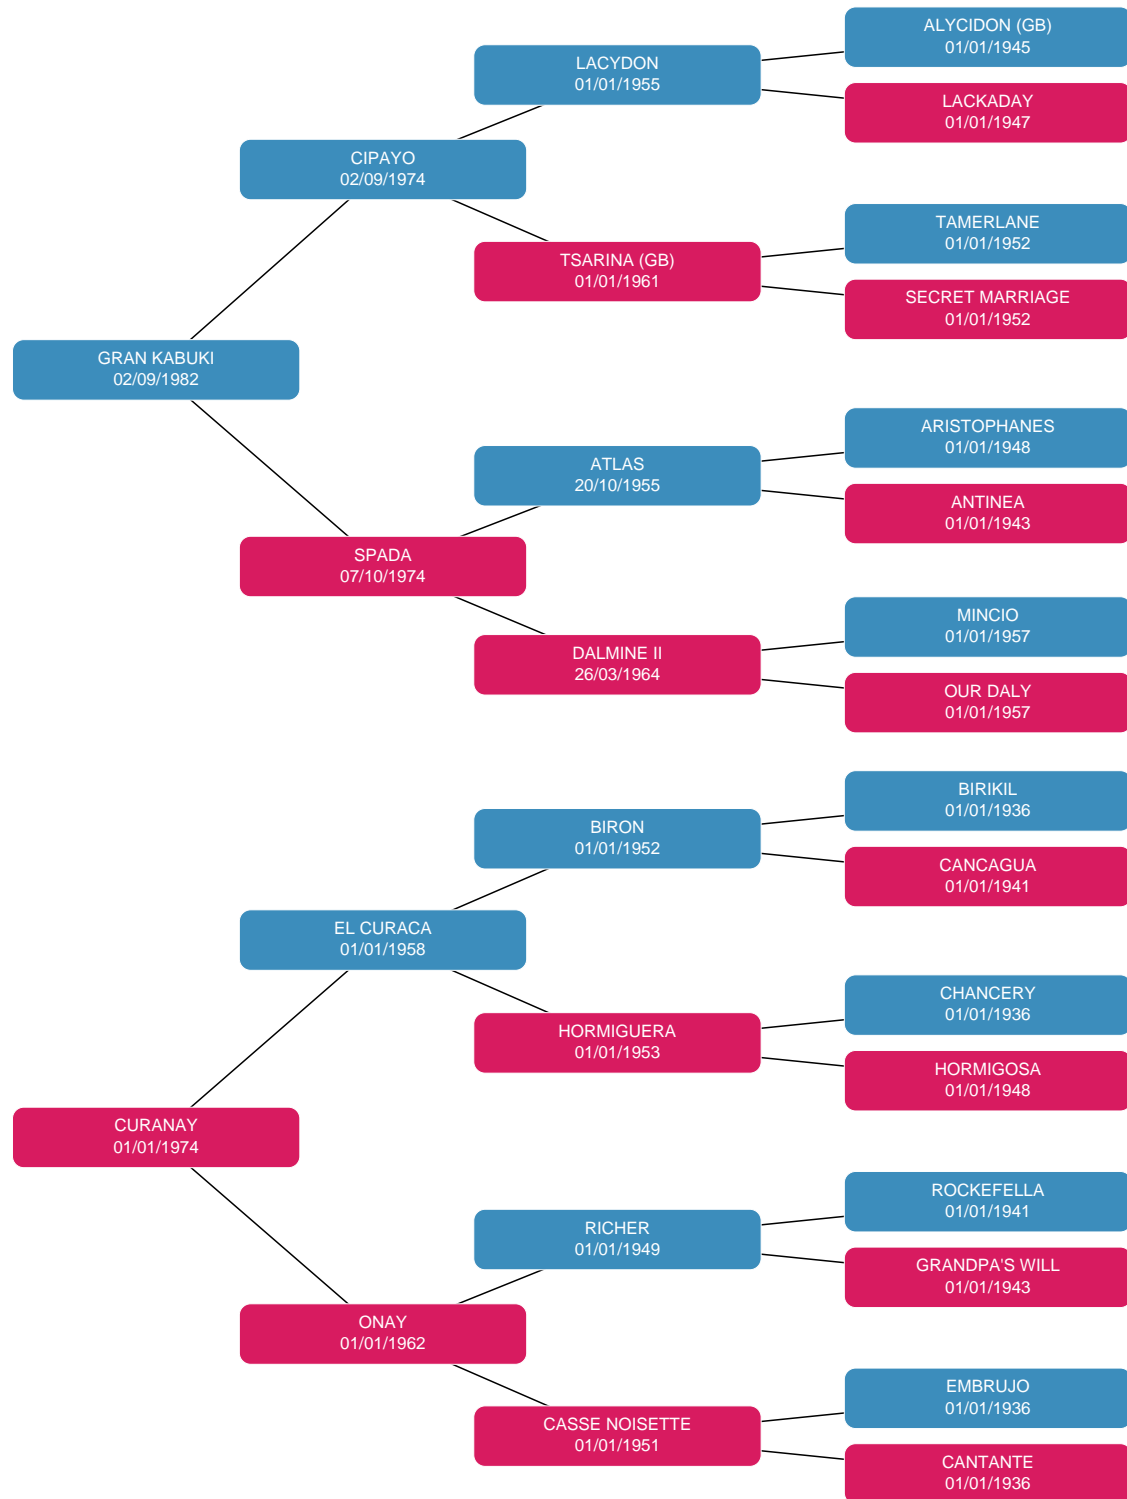 ALYCIDON (GB)
01/01/1945
LACYDON
01/01/1955
LACKADAY
01/01/1947
CIPAYO
02/09/1974
TAMERLANE
01/01/1952
TSARINA (GB)
01/01/1961
SECRET MARRIAGE
01/01/1952
GRAN KABUKI
02/09/1982
ARISTOPHANES
01/01/1948
ATLAS
20/10/1955
ANTINEA
01/01/1943
SPADA
07/10/1974
MINCIO
01/01/1957
DALMINE II
26/03/1964
OUR DALY
01/01/1957
BIRIKIL
01/01/1936
BIRON
01/01/1952
CANCAGUA
01/01/1941
EL CURACA
01/01/1958
CHANCERY
01/01/1936
HORMIGUERA
01/01/1953
HORMIGOSA
01/01/1948
CURANAY
01/01/1974
ROCKEFELLA
01/01/1941
RICHER
01/01/1949
GRANDPA'S WILL
01/01/1943
ONAY
01/01/1962
EMBRUJO
01/01/1936
CASSE NOISETTE
01/01/1951
CANTANTE
01/01/1936